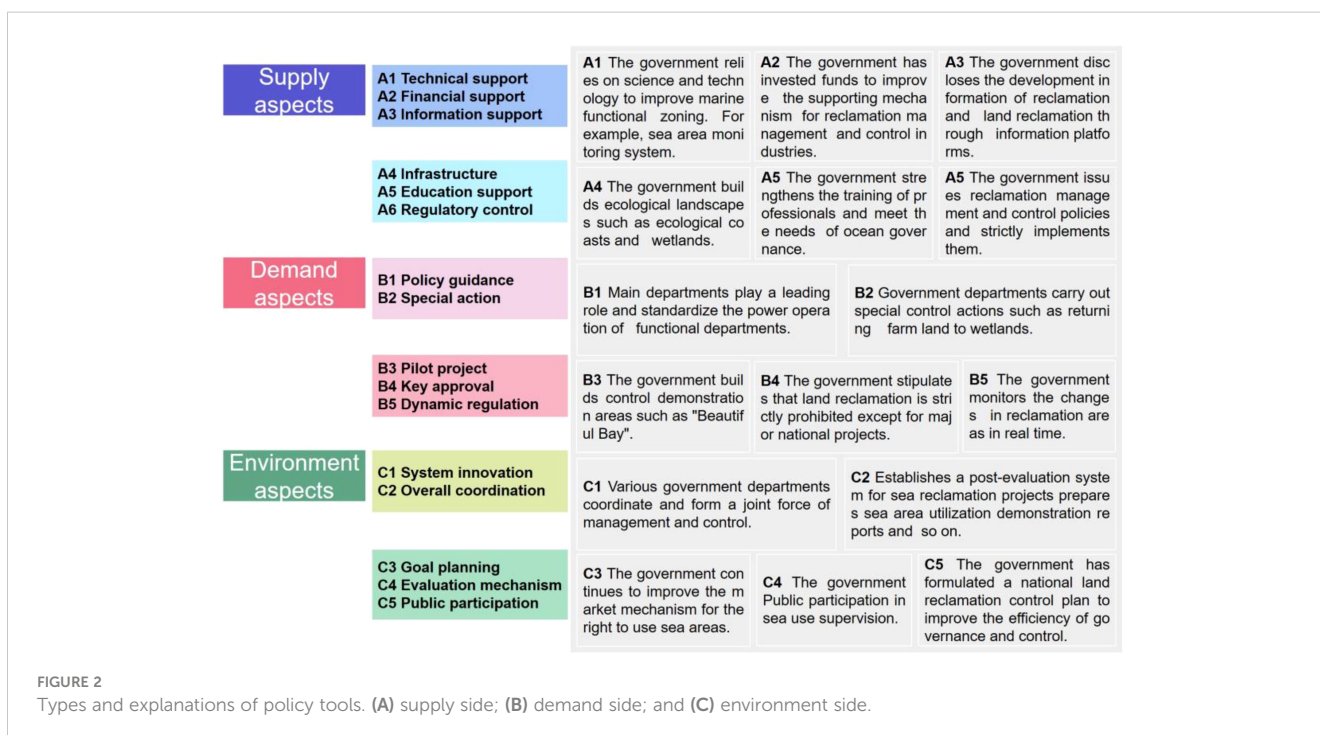 Supply
aspects
A1 Technical support
A2 Financial support
A3 Information support
A1 The government reli
es on science and techn
ology to improve marine
functional zoning. For
example, sea area moni
toring system.
A2 The government has
invested funds to improv
e the supporting mecha
nism for reclamation ma
nagement and control in
dustries.
A3 The government disc
loses the development in
formation of reclamation
and land reclamation th
rough information platfo
rms.
A4 Infrastructure
A5 Education support
A6 Regulatory control
A4 The government buil
ds ecological landscape
s such as ecological co
asts and wetlands.
A5 The government stre
ngthens the training of pr
ofessionals and meet th
e needs of ocean gover
nance.
A5 The government issu
es reclamation manage
ment and control policies
and strictly implements
them.
Demand
aspects
B1 Policy guidance
B2 Special action
B1 Main departments play a leading
role and standardize the power opera
tion of functional departments.
B2 Government departments carry out
special control actions such as returni
ng farm land to wetlands.
B3 Pilot project
B4 Key approval
B5 Dynamic regulation
B3 The government buil
ds control demonstratio
n areas such as "Beautif
ul Bay".
B4 The government stipulate
s that land reclamation is stri
ctly prohibited except for maj
or national projects.
B5 The government
monitors the change
s in reclamation are
as in real time.
Environment
aspects
C1 System innovation
C2 Overall coordination
C1 Various government departments
coordinate and form a joint force of
management and control.
C2 Establishes a post-evaluation syste
m for sea reclamation projects prepare
s sea area utilization demonstration re
ports and so on.
C3 Goal planning
C4 Evaluation mechanism
C5 Public participation
C3 The government con
tinues to improve the m
arket mechanism for the
right to use sea areas.
C4 The government
Public participation in
sea use supervision.
C5 The government has
formulated a national land
reclamation control plan to
improve the efficiency of go
vernance and control.
FIGURE 2
Types and explanations of policy tools. (A) supply side; (B) demand side; and (C) environment side.